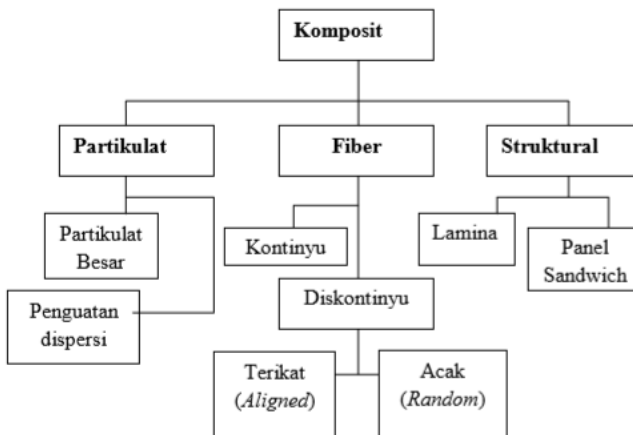 Komposit
Partikulat
Fiber
Struktural
Partikulat
Besar
Kontinyu
Lamina
Panel
Sandwich
Penguatan
dispersi
Diskontinyu
Terikat
(Aligned)
Acak
(Random)